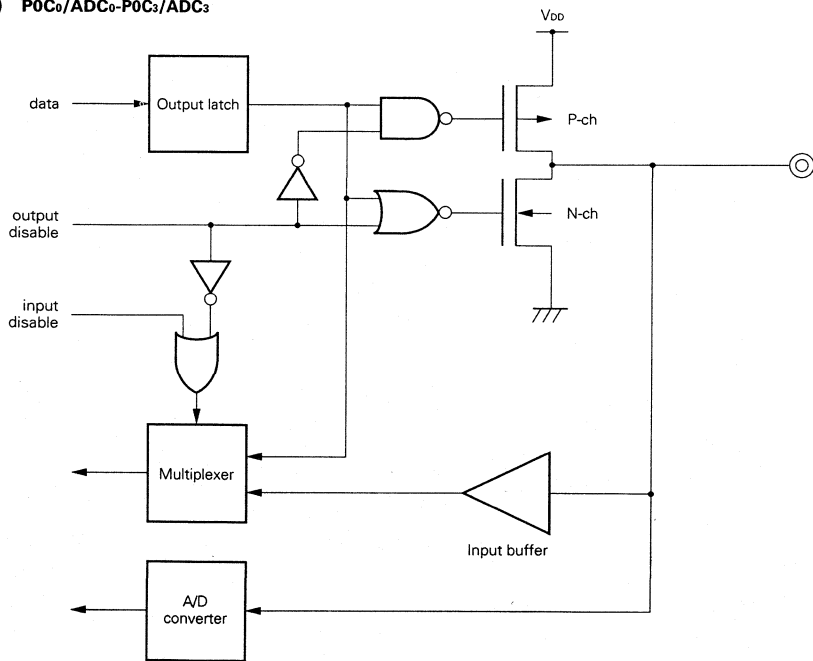 ) P0C0/ADC0-P0C3/ADC3
VDD
data
Output latch
P-ch
output
disable
N-ch
input
disable
Multiplexer
Input buffer
A/D
converter